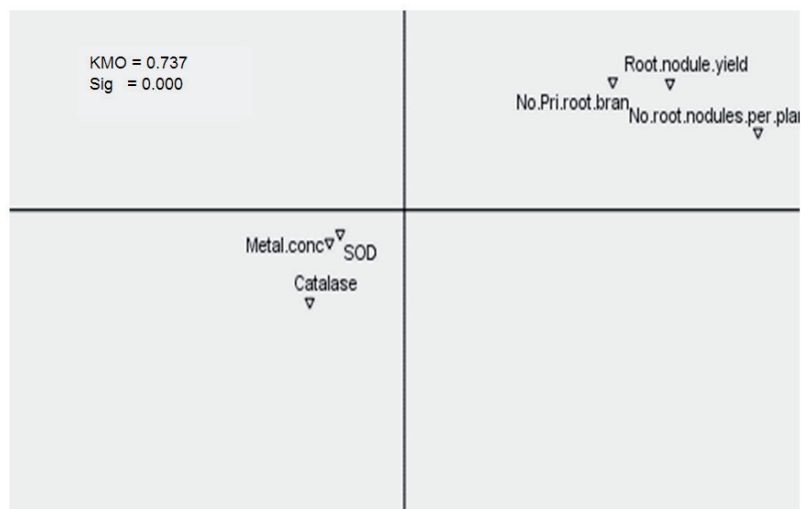 KMO = 0.737
Sig = 0.000
Root.nodule.yield
No.Pri.root.bran
No.root.nodules.per.plan
Metal.conc
SOD
Catalase